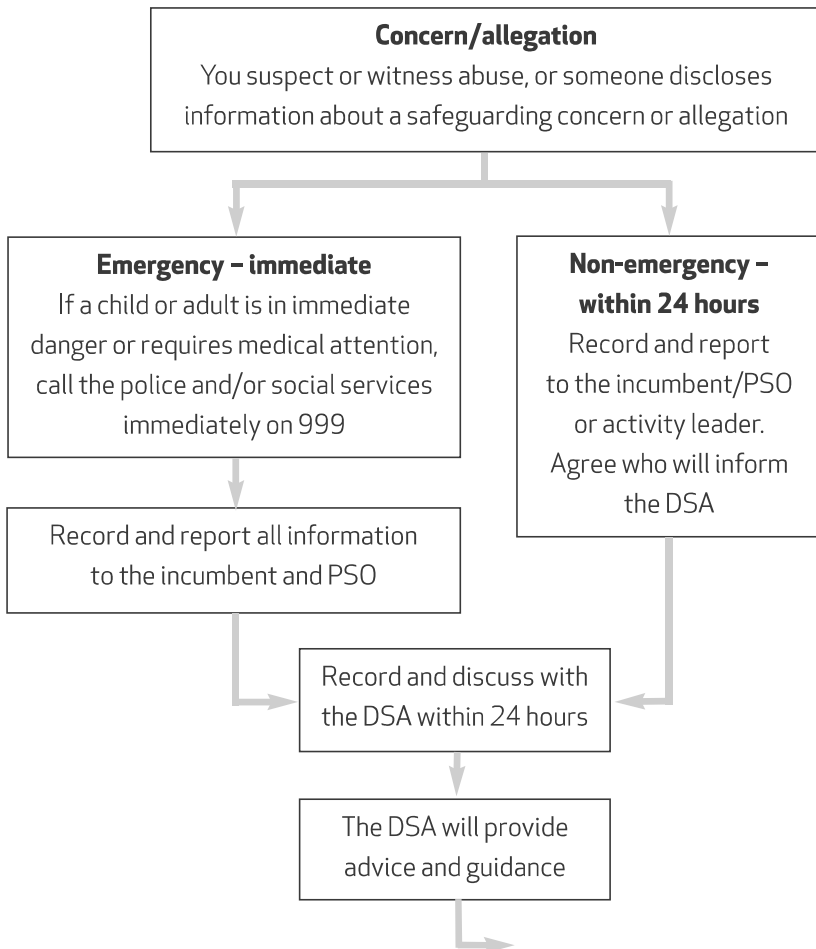 Concern/allegation
You suspect or witness abuse, or someone discloses
information about a safeguarding concern or allegation
Emergency – immediate
If a child or adult is in immediate
danger or requires medical attention,
call the police and/or social services
immediately on 999
Non-emergency –
within 24 hours
Record and report
to the incumbent/PSO
or activity leader.
Agree who will inform
the DSA
Record and report all information
to the incumbent and PSO
Record and discuss with
the DSA within 24 hours
The DSA will provide
advice and guidance